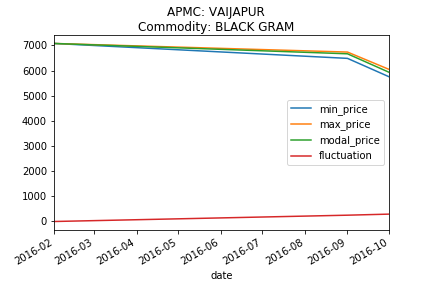 APMC: VAIJAPUR
Commodity: BLACK GRAM
7000
6000
5000
4000
3000
2000
1000
0
min_price
max_price
modal_price
fluctuation
2016-02
2016-03
2016-04
2016-05
2016-06
2016-07
2016-08
2016-09
2016-10
date